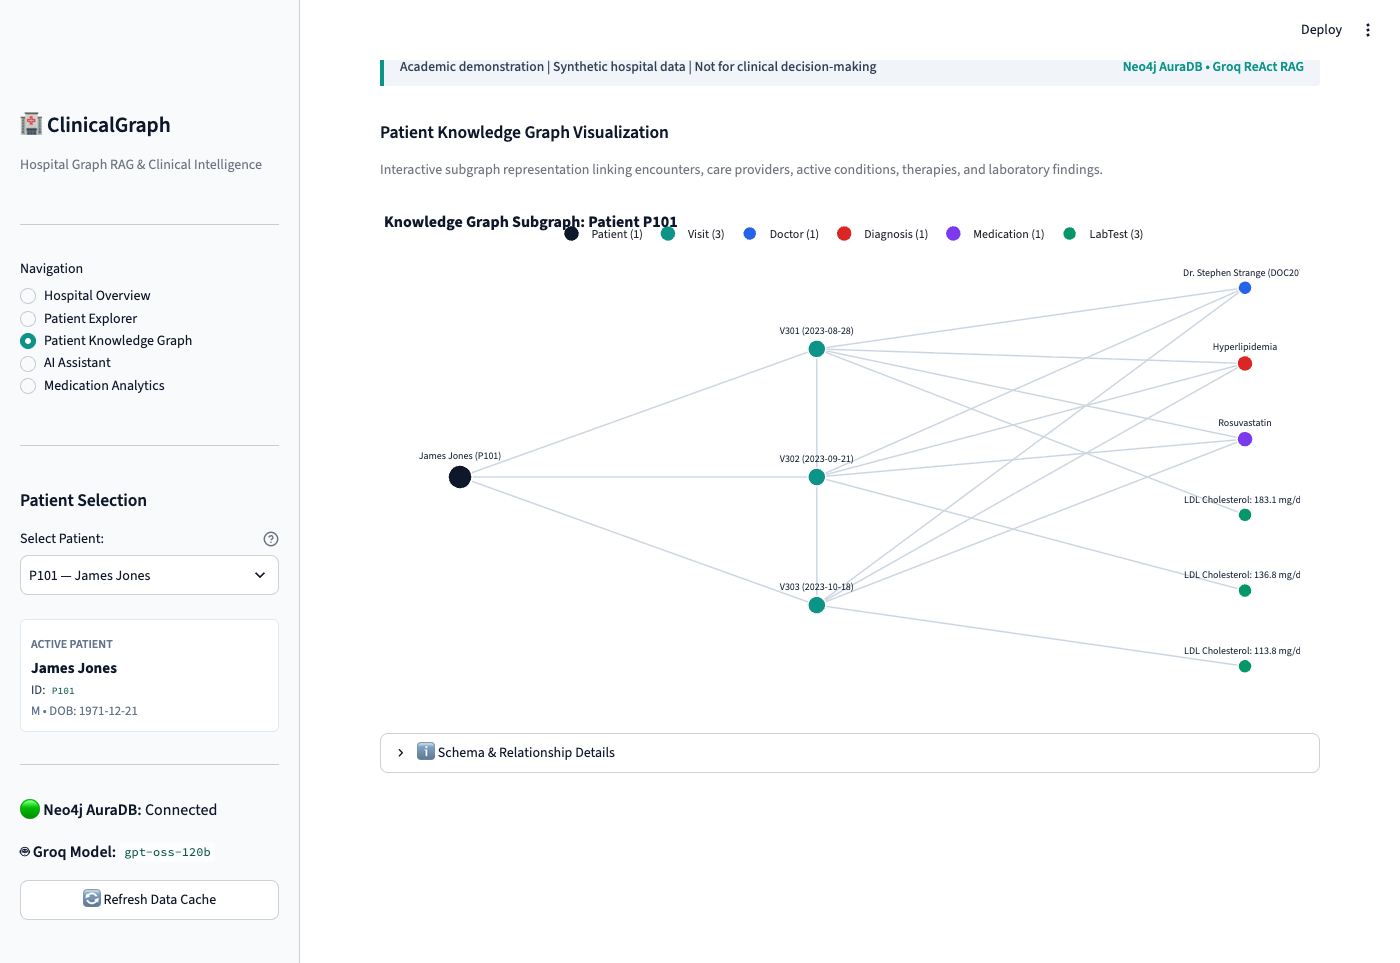 Deploy
ClinicalGraph
Hospital Graph RAG & Clinical Intelligence
Navigation
Hospital Overview
Patient Explorer
Patient Knowledge Graph
AI Assistant
Medication Analytics
Patient Selection
Select Patient:
P101 — James Jones
ACTIVE PATIENT
James Jones
ID: P101
M • DOB: 1971-12-21
Neo4j AuraDB: Connected
Groq Model: gpt-oss-120b
Refresh Data Cache
Academic demonstration | Synthetic hospital data | Not for clinical decision-making
Neo4j AuraDB • Groq ReAct RAG
Patient Knowledge Graph Visualization
Interactive subgraph representation linking encounters, care providers, active conditions, therapies, and laboratory findings.
Knowledge Graph Subgraph: Patient P101
Patient (1) Visit (3) Doctor (1) Diagnosis (1) Medication (1) LabTest (3)
Dr. Stephen Strange (DOC20
V301 (2023-08-28)
Hyperlipidemia
Rosuvastatin
James Jones (P101)
V302 (2023-09-21)
LDL Cholesterol: 183.1 mg/d
LDL Cholesterol: 136.8 mg/d
V303 (2023-10-18)
LDL Cholesterol: 113.8 mg/d
Schema & Relationship Details